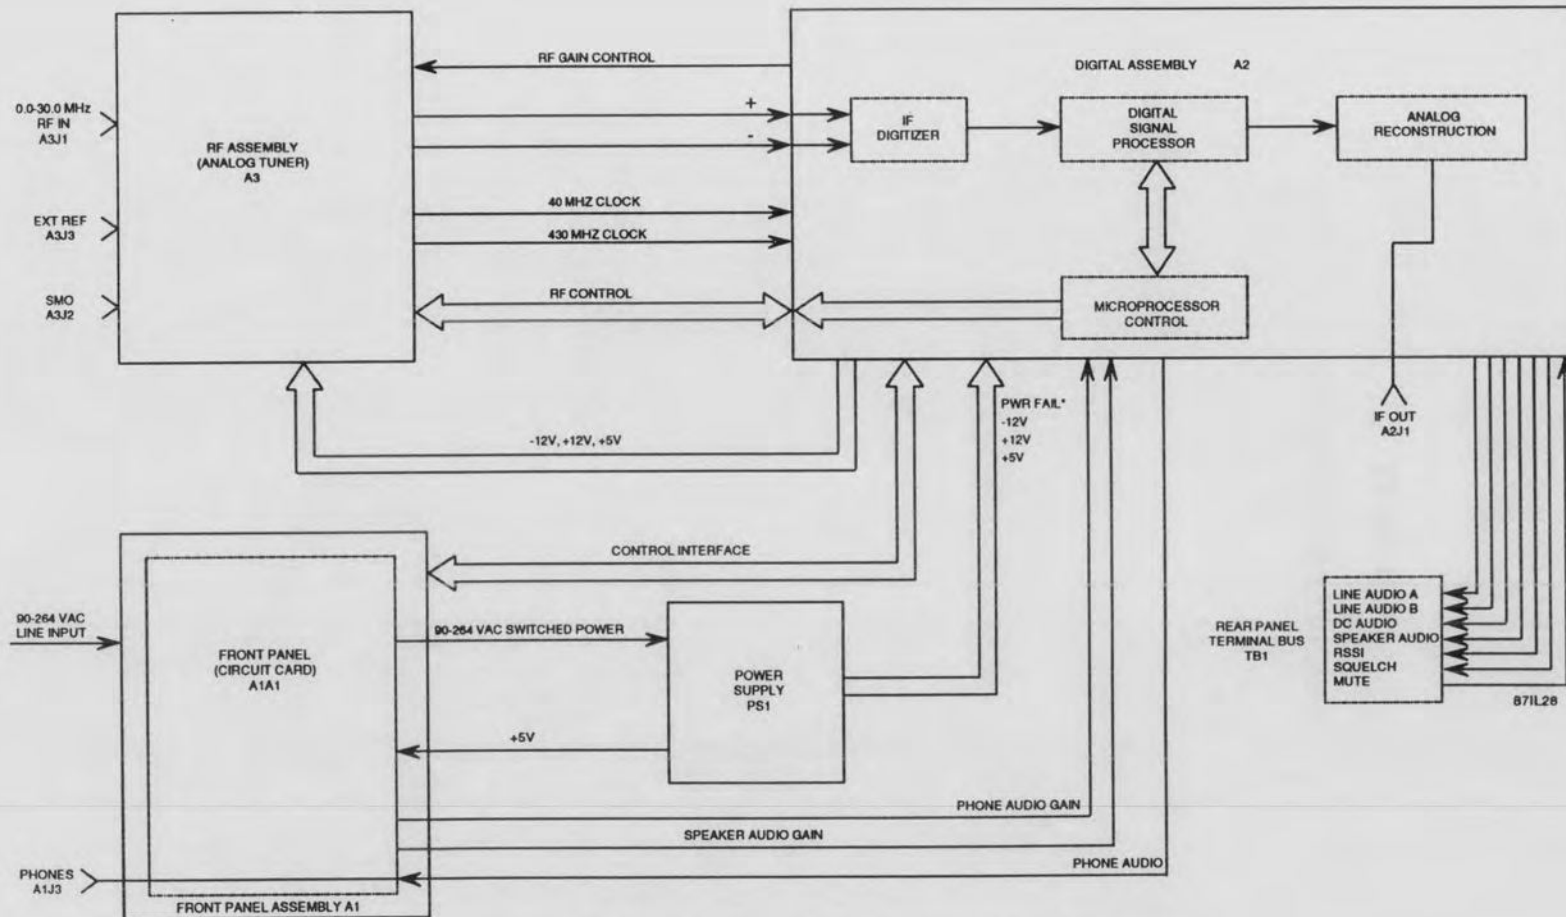 RF GAIN CONTROL
DIGITAL ASSEMBLY A2
0.0-30.0 MHz
RF IN
A3J1
RF ASSEMBLY
(ANALOG TUNER)
A3
+
-
IF
DIGITIZER
DIGITAL
SIGNAL
PROCESSOR
ANALOG
RECONSTRUCTION
EXT REF
A3J3
40 MHZ CLOCK
430 MHZ CLOCK
SMO
A3J2
RF CONTROL
MICROPROCESSOR
CONTROL
-12V, +12V, +5V
PWR FAIL*
-12V
+12V
+5V
IF OUT
A2J1
CONTROL INTERFACE
90-264 VAC
LINE INPUT
FRONT PANEL
(CIRCUIT CARD)
A1A1
90-264 VAC SWITCHED POWER
POWER
SUPPLY
PS1
+5V
REAR PANEL
TERMINAL BUS
TB1
LINE AUDIO A
LINE AUDIO B
DC AUDIO
SPEAKER AUDIO
RSSI
SQUELCH
MUTE
871L28
PHONE AUDIO GAIN
SPEAKER AUDIO GAIN
PHONE AUDIO
PHONES
A1J3
FRONT PANEL ASSEMBLY A1